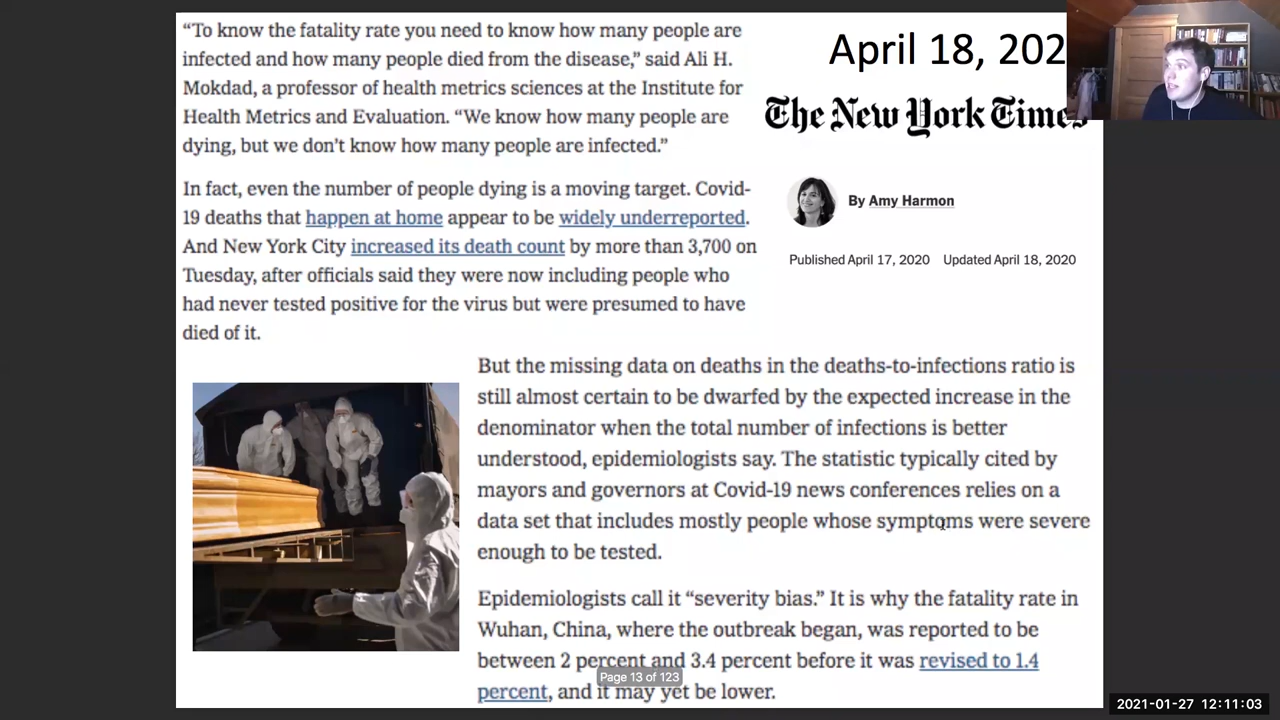 “To know the fatality rate you need to know how many people are
infected and how many people died from the disease,” said Ali H.
Mokdad, a professor of health metrics sciences at the Institute for
Health Metrics and Evaluation. “We know how many people are
dying, but we don’t know how many people are infected.”
In fact, even the number of people dying is a moving target. Covid-
19 deaths that happen at home appear to be widely underreported.
And New York City increased its death count by more than 3,700 on
Tuesday, after officials said they were now including people who
had never tested positive for the virus but were presumed to have
died of it.
April 18, 202
The New York Times
By Amy Harmon
Published April 17, 2020 Updated April 18, 2020
But the missing data on deaths in the deaths-to-infections ratio is
still almost certain to be dwarfed by the expected increase in the
denominator when the total number of infections is better
understood, epidemiologists say. The statistic typically cited by
mayors and governors at Covid-19 news conferences relies on a
data set that includes mostly people whose symptoms were severe
enough to be tested.
Epidemiologists call it “severity bias.” It is why the fatality rate in
Wuhan, China, where the outbreak began, was reported to be
between 2 percent and 3.4 percent before it was revised to 1.4
percent, and it may yet be lower.
Page 13 of 123
2021-01-27 12:11:03